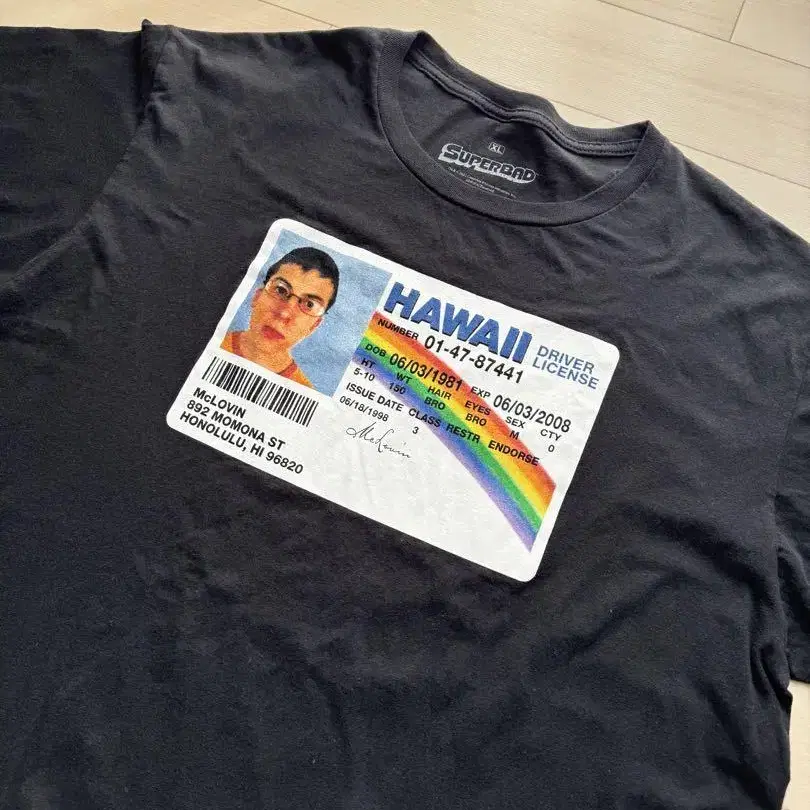 XL
SUPERBAD
HAWAII
DRIVER
LICENSE
NUMBER 01-47-87441
DOB 06/03/1981 EXP 06/03/2008
HT WT HAIR EYES SEX CTY
5-10 150 BRO BRO M 0
ISSUE DATE CLASS RESTR ENDORSE
06/18/1998 3
McLovin
McLOVIN
892 MOMONA ST
HONOLULU, HI 96820